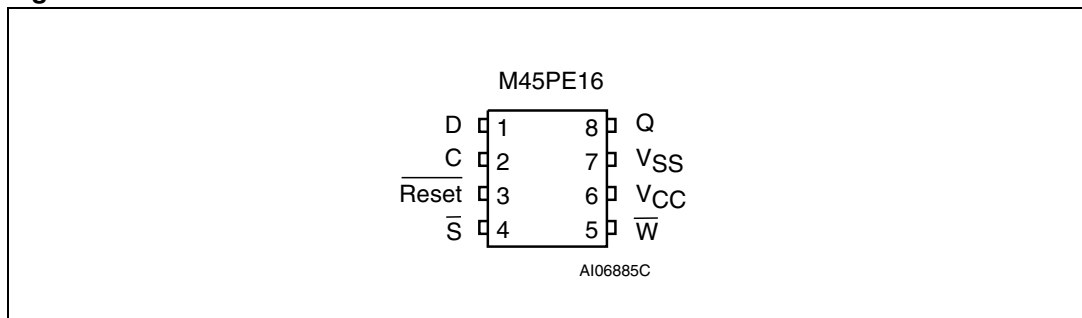 M45PE16
D 1 8 Q
C 2 7 VSS
Reset 3 6 VCC
S 4 5 W
AI06885C